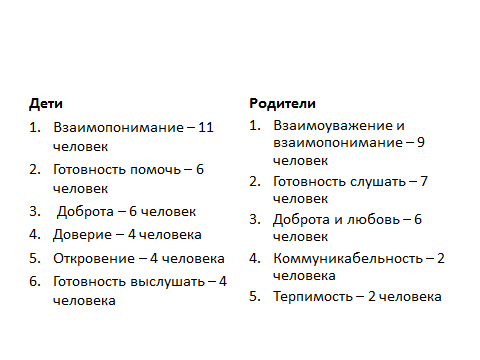 Дети
1. Взаимопонимание – 11
человек
2. Готовность помочь – 6
человек
3. Доброта – 6 человек
4. Доверие – 4 человека
5. Откровение – 4 человека
6. Готовность выслушать – 4
человека
Родители
1. Взаимоуважение и
взаимопонимание – 9
человек
2. Готовность слушать – 7
человек
3. Доброта и любовь – 6
человек
4. Коммуникабельность – 2
человека
5. Терпимость – 2 человека